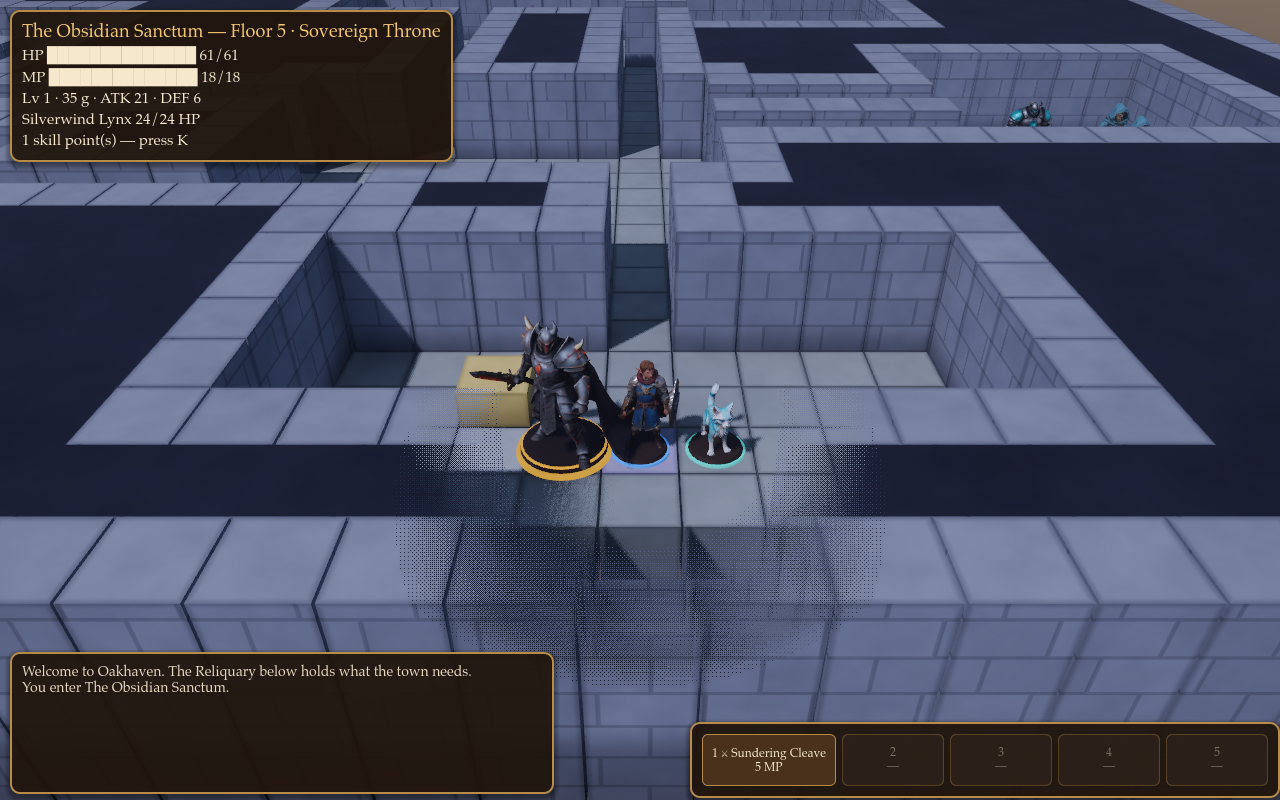 The Obsidian Sanctum — Floor 5 · Sovereign Throne
HP 61/61
MP 18/18
Lv 1 · 35 g · ATK 21 · DEF 6
Silverwind Lynx 24/24 HP
1 skill point(s) — press K
Welcome to Oakhaven. The Reliquary below holds what the town needs.
You enter The Obsidian Sanctum.
1 ⚔ Sundering Cleave
5 MP
2
—
3
—
4
—
5
—